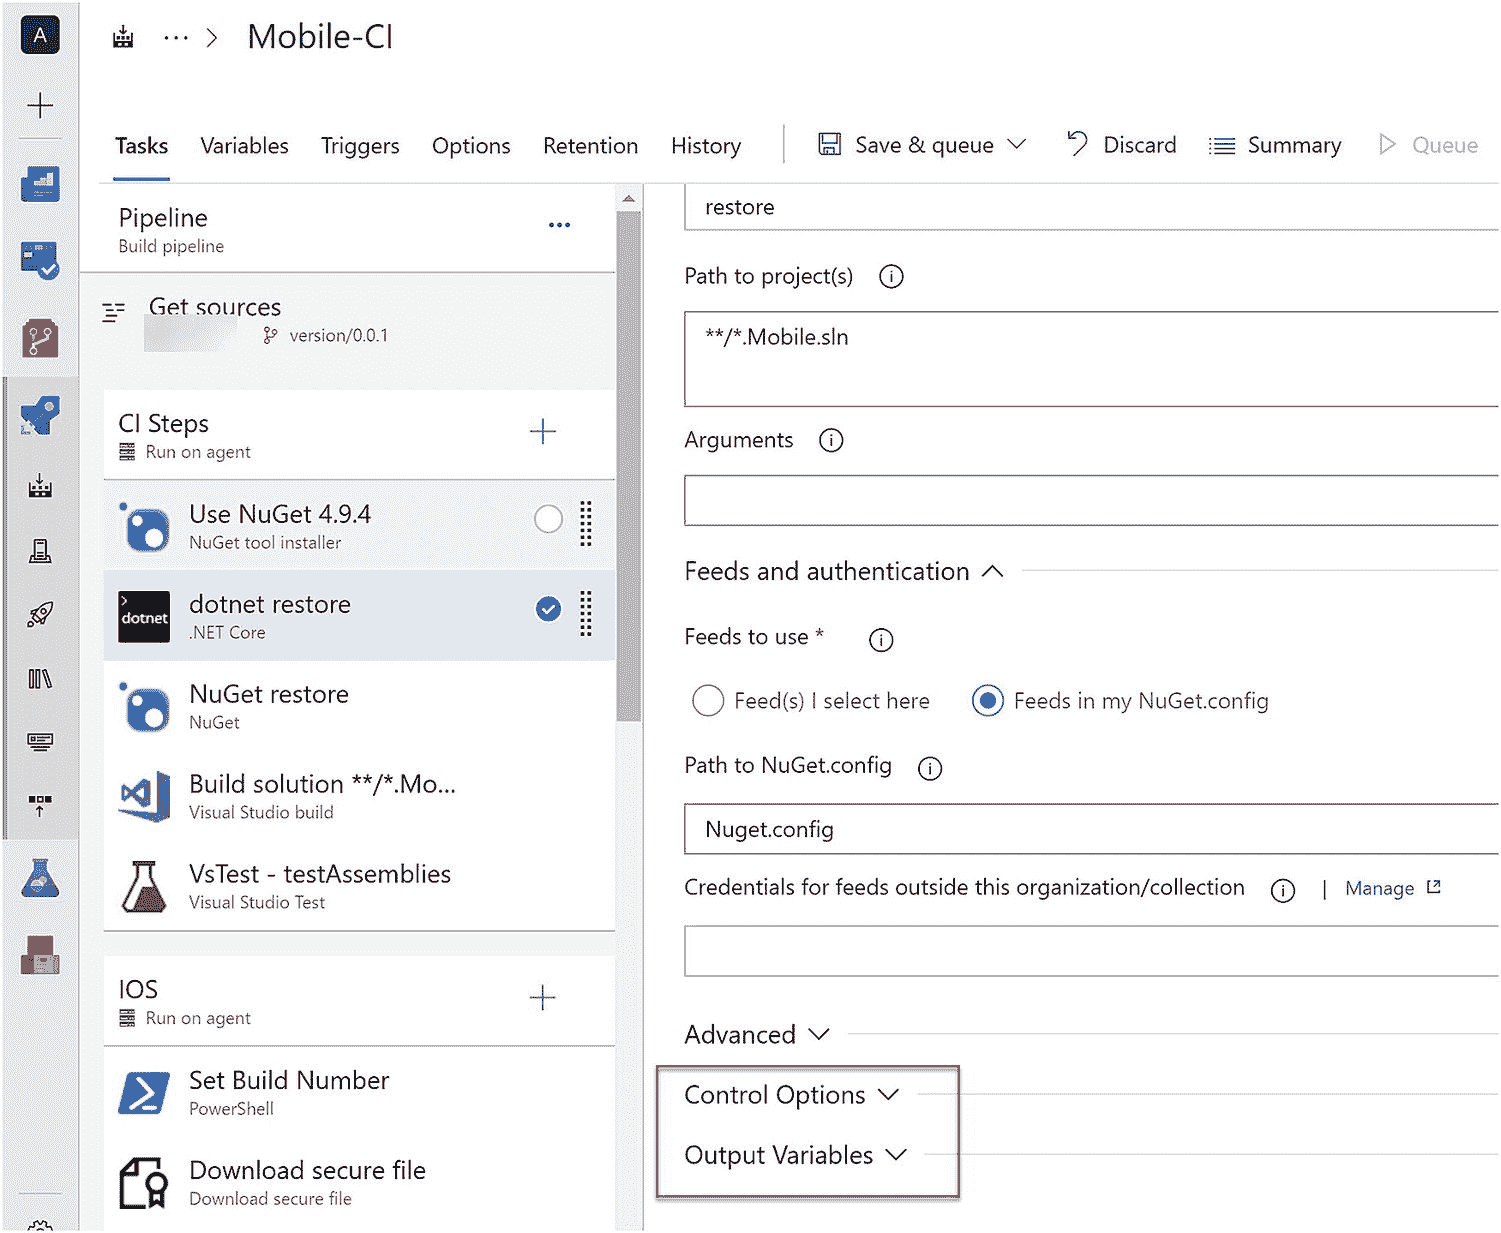 A
... > Mobile-CI
Tasks Variables Triggers Options Retention History Save & queue Discard Summary Queue
Pipeline
Build pipeline
Get sources
version/0.0.1
CI Steps
Run on agent
Use NuGet 4.9.4
NuGet tool installer
dotnet
dotnet restore
.NET Core
NuGet restore
NuGet
Build solution **/*.Mo...
Visual Studio build
VsTest - testAssemblies
Visual Studio Test
IOS
Run on agent
Set Build Number
PowerShell
Download secure file
Download secure file
restore
Path to project(s)
**/*.Mobile.sln
Arguments
Feeds and authentication
Feeds to use *
Feed(s) I select here Feeds in my NuGet.config
Path to NuGet.config
Nuget.config
Credentials for feeds outside this organization/collection | Manage
Advanced
Control Options
Output Variables